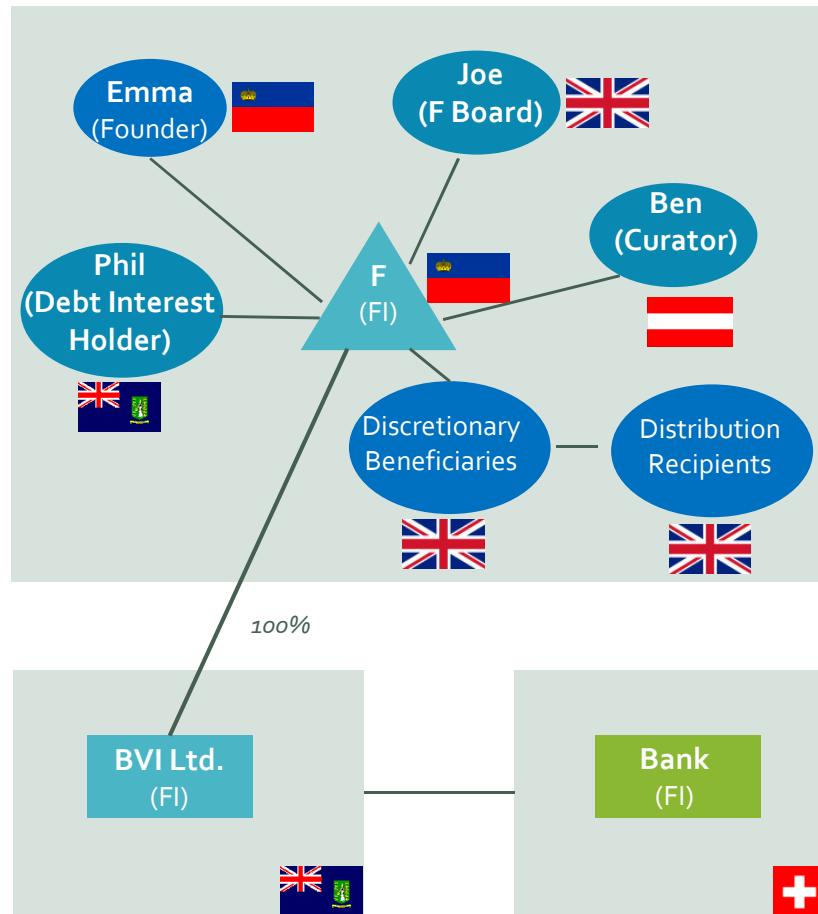 Emma
(Founder)
Joe
(F Board)
Ben
(Curator)
Phil
(Debt Interest
Holder)
F
(FI)
Discretionary
Beneficiaries
Distribution
Recipients
100%
BVI Ltd.
(FI)
Bank
(FI)